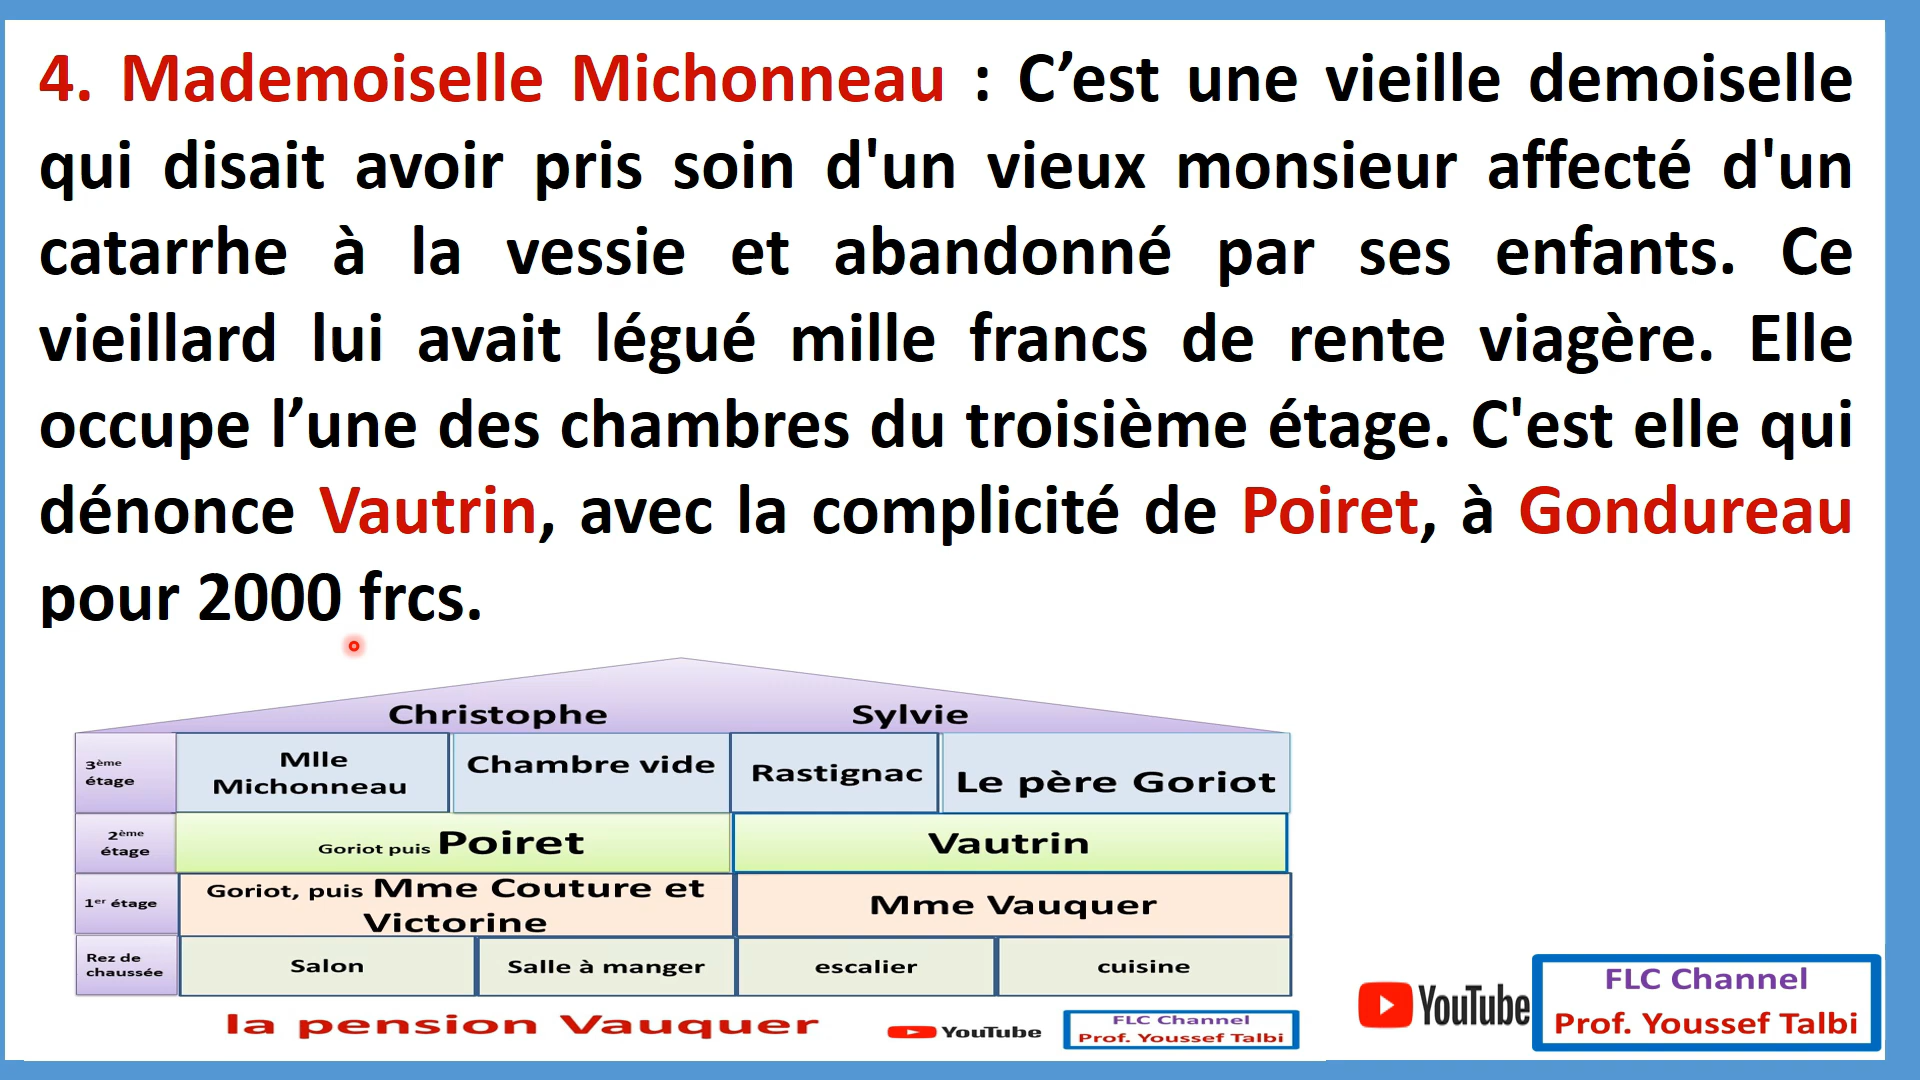 4. Mademoiselle Michonneau : C’est une vieille demoiselle
qui disait avoir pris soin d'un vieux monsieur affecté d'un
catarrhe à la vessie et abandonné par ses enfants. Ce
vieillard lui avait légué mille francs de rente viagère. Elle
occupe l’une des chambres du troisième étage. C'est elle qui
dénonce Vautrin, avec la complicité de Poiret, à Gondureau
pour 2000 frcs.
Christophe Sylvie
3ème
étage
Mlle
Michonneau
Chambre vide
Rastignac
Le père Goriot
2ème
étage
Goriot puis Poiret
Vautrin
1er étage
Goriot, puis Mme Couture et
Victorine
Mme Vauquer
Rez de
chaussée
Salon
Salle à manger
escalier
cuisine
la pension Vauquer
YouTube
FLC Channel
Prof. Youssef Talbi
YouTube
FLC Channel
Prof. Youssef Talbi